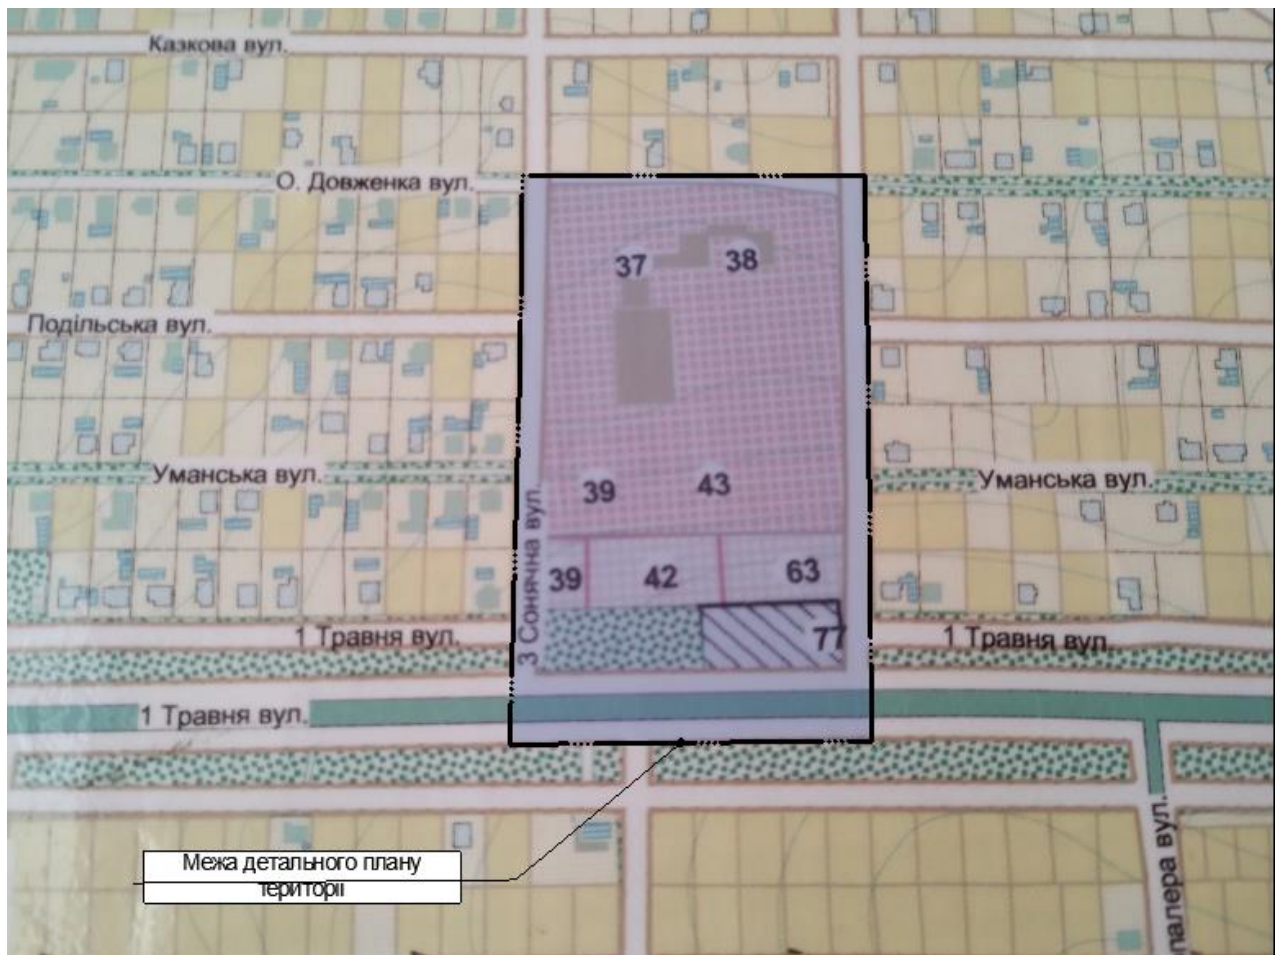 Казкова вул.
О. Довженка вул.
37
38
Подільська вул.
Уманська вул.
39
43
Уманська вул.
3 Сонячна вул.
39
42
63
1 Травня вул.
77
1 Травня вул.
1 Травня вул.
Межа детального плану
території
вул.